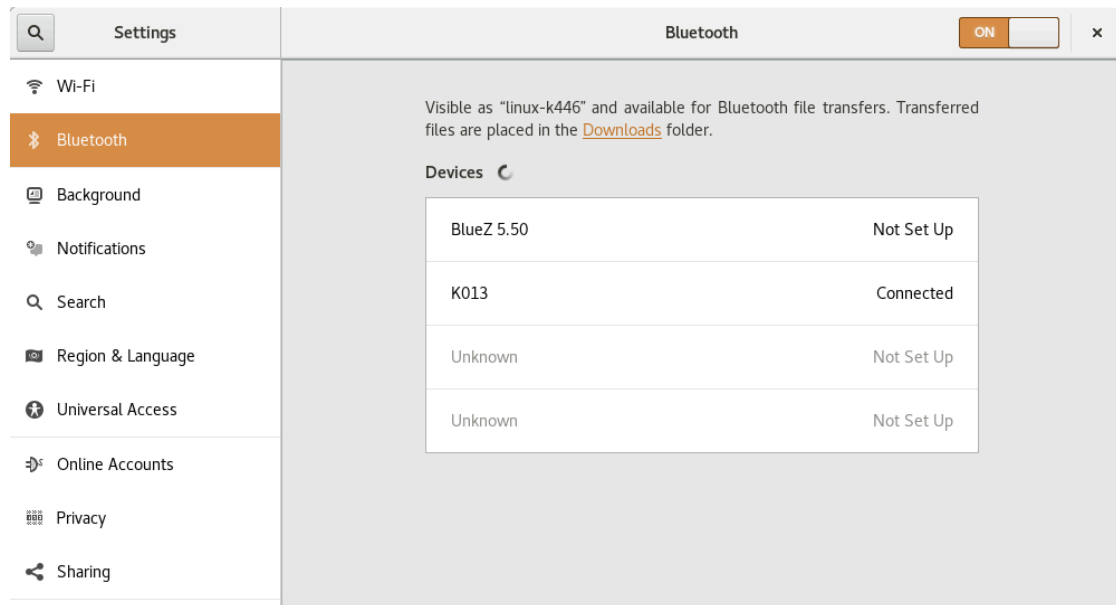 Settings
Bluetooth
ON
Wi-Fi
Bluetooth
Background
Notifications
Search
Region & Language
Universal Access
Online Accounts
Privacy
Sharing
Visible as “linux-k446” and available for Bluetooth file transfers. Transferred
files are placed in the Downloads folder.
Devices
BlueZ 5.50 Not Set Up
K013 Connected
Unknown Not Set Up
Unknown Not Set Up